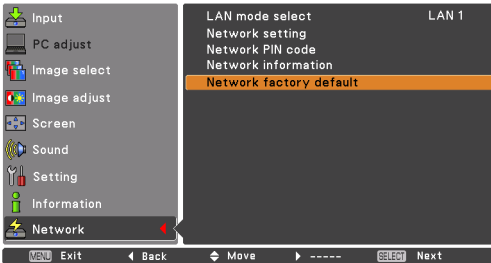 Input
PC adjust
Image select
Image adjust
Screen
Sound
Setting
Information
Network
LAN mode select LAN 1
Network setting
Network PIN code
Network information
Network factory default
MENU Exit Back Move ----- SELECT Next